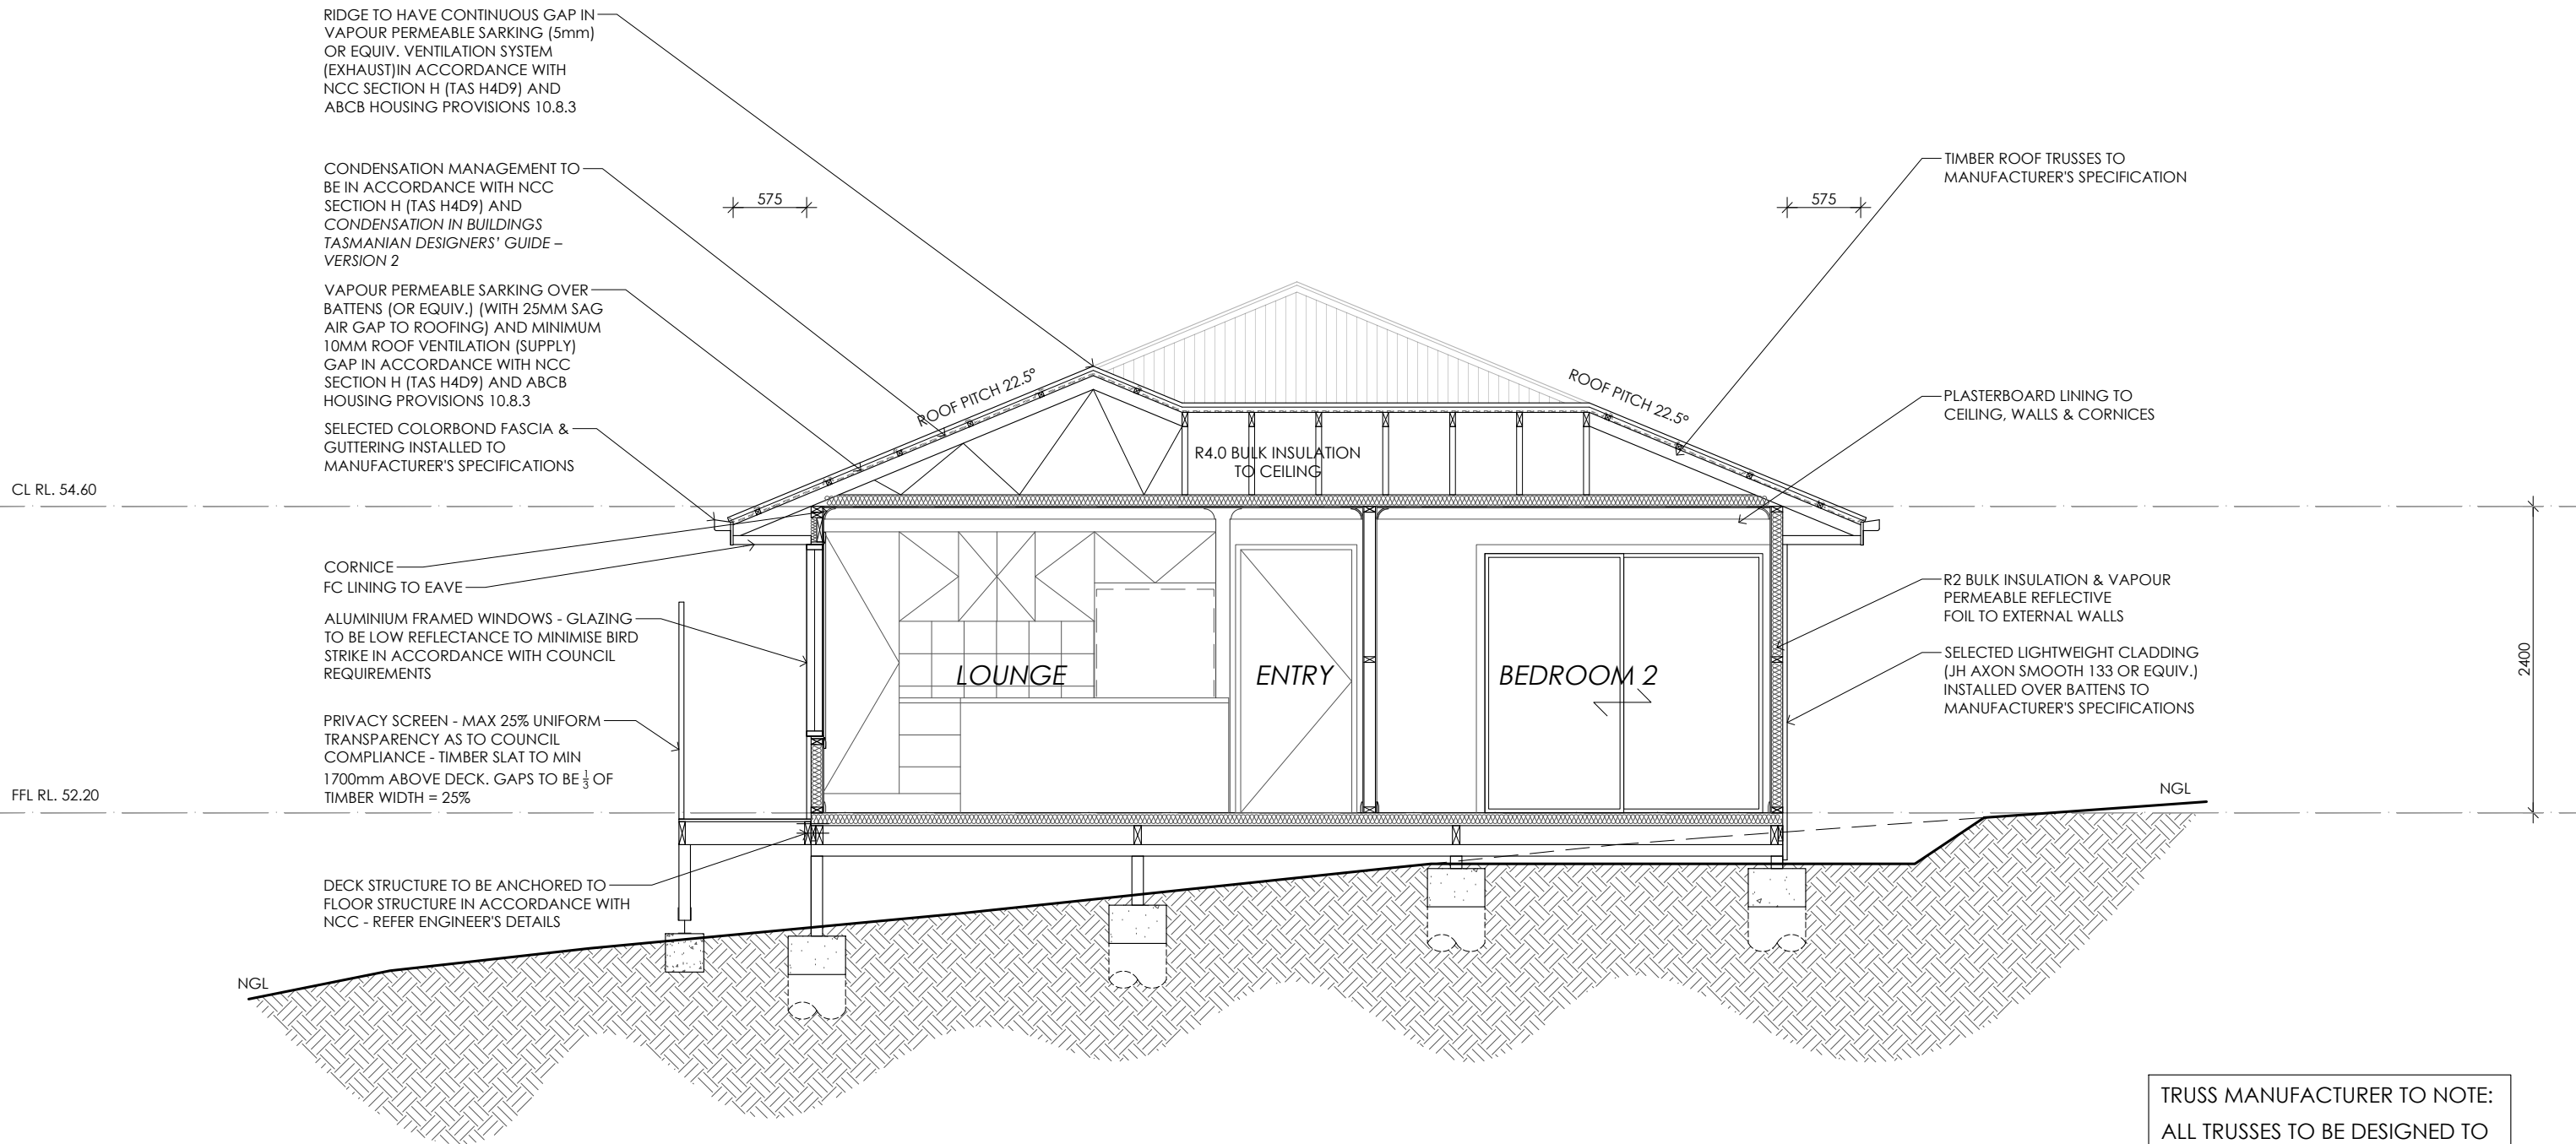 RIDGE TO HAVE CONTINUOUS GAP IN
VAPOUR PERMEABLE SARKING (5mm)
OR EQUIV. VENTILATION SYSTEM
(EXHAUST)IN ACCORDANCE WITH
NCC SECTION H (TAS H4D9) AND
ABCB HOUSING PROVISIONS 10.8.3
CONDENSATION MANAGEMENT TO
BE IN ACCORDANCE WITH NCC
SECTION H (TAS H4D9) AND
CONDENSATION IN BUILDINGS
TASMANIAN DESIGNERS' GUIDE –
VERSION 2
VAPOUR PERMEABLE SARKING OVER
BATTENS (OR EQUIV.) (WITH 25MM SAG
AIR GAP TO ROOFING) AND MINIMUM
10MM ROOF VENTILATION (SUPPLY)
GAP IN ACCORDANCE WITH NCC
SECTION H (TAS H4D9) AND ABCB
HOUSING PROVISIONS 10.8.3
SELECTED COLORBOND FASCIA &
GUTTERING INSTALLED TO
MANUFACTURER'S SPECIFICATIONS
CL RL. 54.60
CORNICE
FC LINING TO EAVE
ALUMINIUM FRAMED WINDOWS - GLAZING
TO BE LOW REFLECTANCE TO MINIMISE BIRD
STRIKE IN ACCORDANCE WITH COUNCIL
REQUIREMENTS
PRIVACY SCREEN - MAX 25% UNIFORM
TRANSPARENCY AS TO COUNCIL
COMPLIANCE - TIMBER SLAT TO MIN
1700mm ABOVE DECK. GAPS TO BE 1/3 OF
TIMBER WIDTH = 25%
FFL RL. 52.20
DECK STRUCTURE TO BE ANCHORED TO
FLOOR STRUCTURE IN ACCORDANCE WITH
NCC - REFER ENGINEER'S DETAILS
NGL
575
575
ROOF PITCH 22.5°
ROOF PITCH 22.5°
R4.0 BULK INSULATION
TO CEILING
LOUNGE
ENTRY
BEDROOM 2
TIMBER ROOF TRUSSES TO
MANUFACTURER'S SPECIFICATION
PLASTERBOARD LINING TO
CEILING, WALLS & CORNICES
R2 BULK INSULATION & VAPOUR
PERMEABLE REFLECTIVE
FOIL TO EXTERNAL WALLS
SELECTED LIGHTWEIGHT CLADDING
(JH AXON SMOOTH 133 OR EQUIV.)
INSTALLED OVER BATTENS TO
MANUFACTURER'S SPECIFICATIONS
2400
NGL
TRUSS MANUFACTURER TO NOTE:
ALL TRUSSES TO BE DESIGNED TO